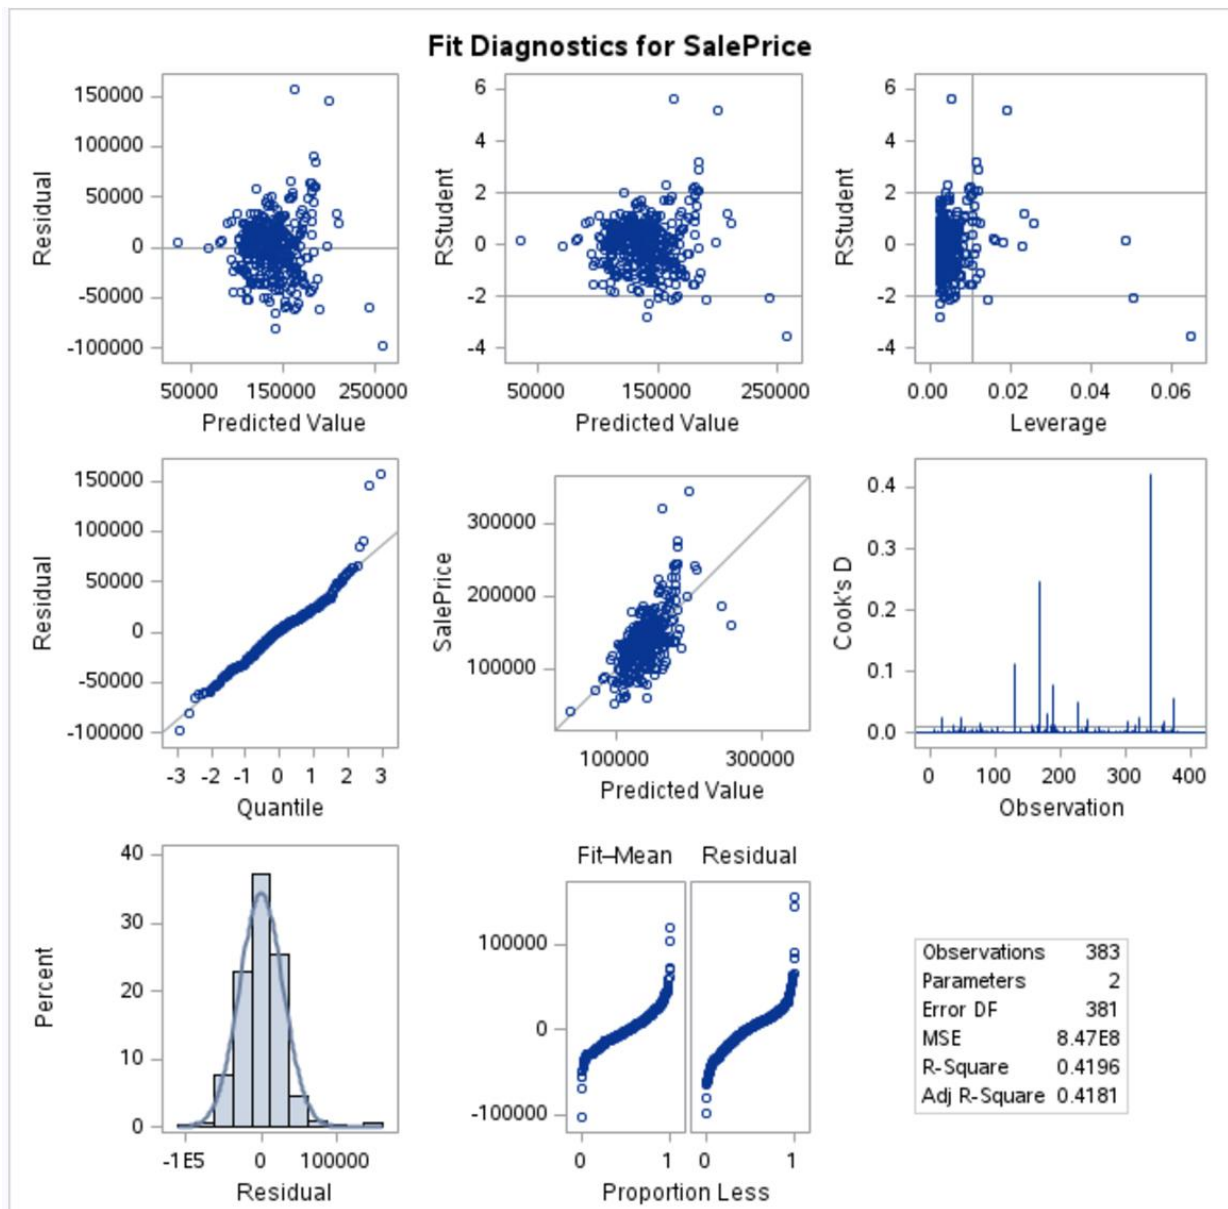 Fit Diagnostics for SalePrice
150000
100000
50000
0
-50000
-100000
Residual
50000 150000 250000
Predicted Value
6
4
2
0
-2
-4
RStudent
50000 150000 250000
Predicted Value
6
4
2
0
-2
-4
RStudent
0.00 0.02 0.04 0.06
Leverage
150000
100000
50000
0
-50000
-100000
Residual
-3 -2 -1 0 1 2 3
Quantile
300000
200000
100000
SalePrice
100000 300000
Predicted Value
0.4
0.3
0.2
0.1
0.0
Cook's D
0 100 200 300 400
Observation
40
30
20
10
0
Percent
-1E5 0 100000
Residual
Fit–Mean Residual
100000
0
-100000
0 1 0 1
Proportion Less
Observations 383
Parameters 2
Error DF 381
MSE 8.47E8
R-Square 0.4196
Adj R-Square 0.4181